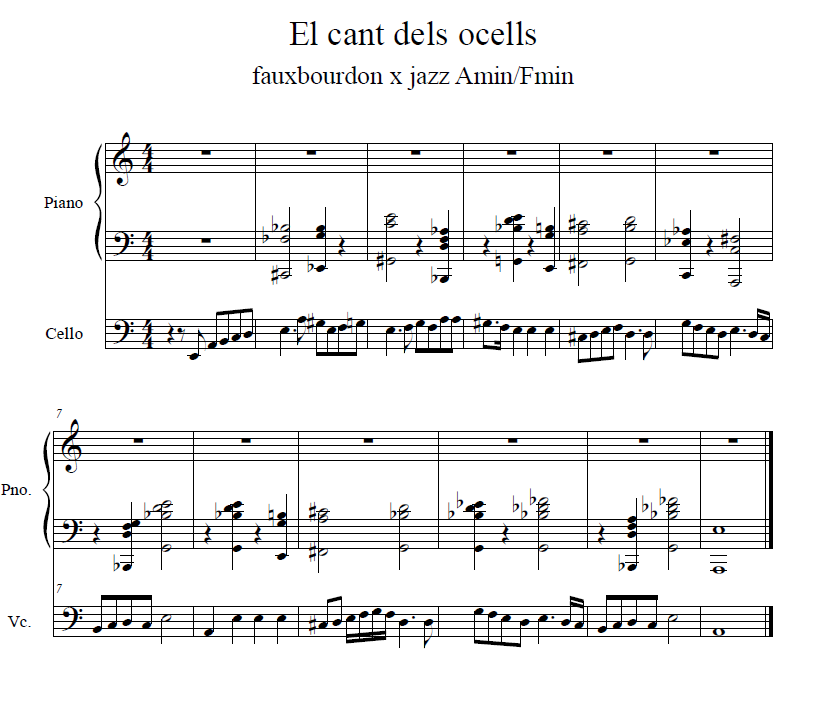 El cant dels ocells
fauxbourdon x jazz Amin/Fmin
Piano
Cello
7
Pno.
7
Vc.